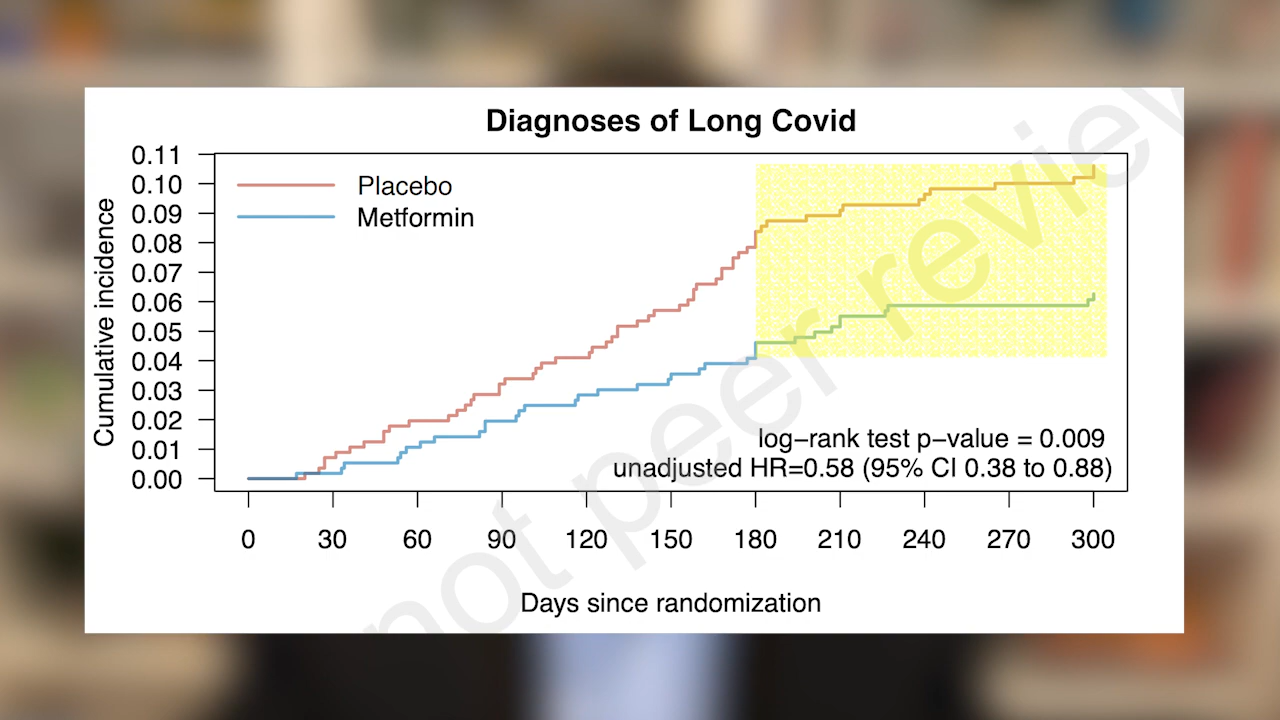 Diagnoses of Long Covid
0.11
0.10
0.09
0.08
0.07
0.06
0.05
0.04
0.03
0.02
0.01
0.00
Cumulative incidence
Placebo
Metformin
log–rank test p–value = 0.009
unadjusted HR=0.58 (95% CI 0.38 to 0.88)
0 30 60 90 120 150 180 210 240 270 300
Days since randomization
not peer review